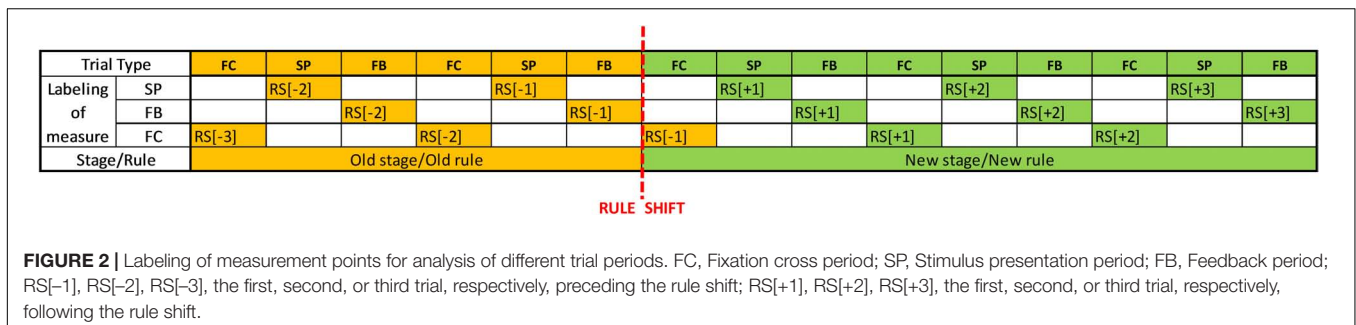 Trial Type FC SP FB FC SP FB FC SP FB FC SP FB FC SP FB
Labeling of measure SP RS[-2] RS[-1] RS[+1] RS[+2] RS[+3]
FB RS[-2] RS[-1] RS[+1] RS[+2] RS[+3]
FC RS[-3] RS[-2] RS[-1] RS[+1] RS[+2]
Stage/Rule Old stage/Old rule New stage/New rule
RULE SHIFT
FIGURE 2 | Labeling of measurement points for analysis of different trial periods. FC, Fixation cross period; SP, Stimulus presentation period; FB, Feedback period;
RS[–1], RS[–2], RS[–3], the first, second, or third trial, respectively, preceding the rule shift; RS[+1], RS[+2], RS[+3], the first, second, or third trial, respectively,
following the rule shift.